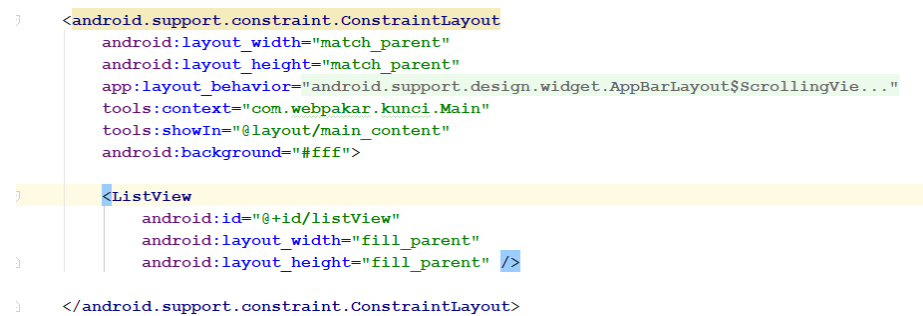 <android.support.constraint.ConstraintLayout
    android:layout_width="match_parent"
    android:layout_height="match_parent"
    app:layout_behavior="android.support.design.widget.AppBarLayout$ScrollingVie..."
    tools:context="com.webpakar.kunci.Main"
    tools:showIn="@layout/main_content"
    android:background="#fff">
    <ListView
        android:id="@+id/listView"
        android:layout_width="fill_parent"
        android:layout_height="fill_parent" />
</android.support.constraint.ConstraintLayout>